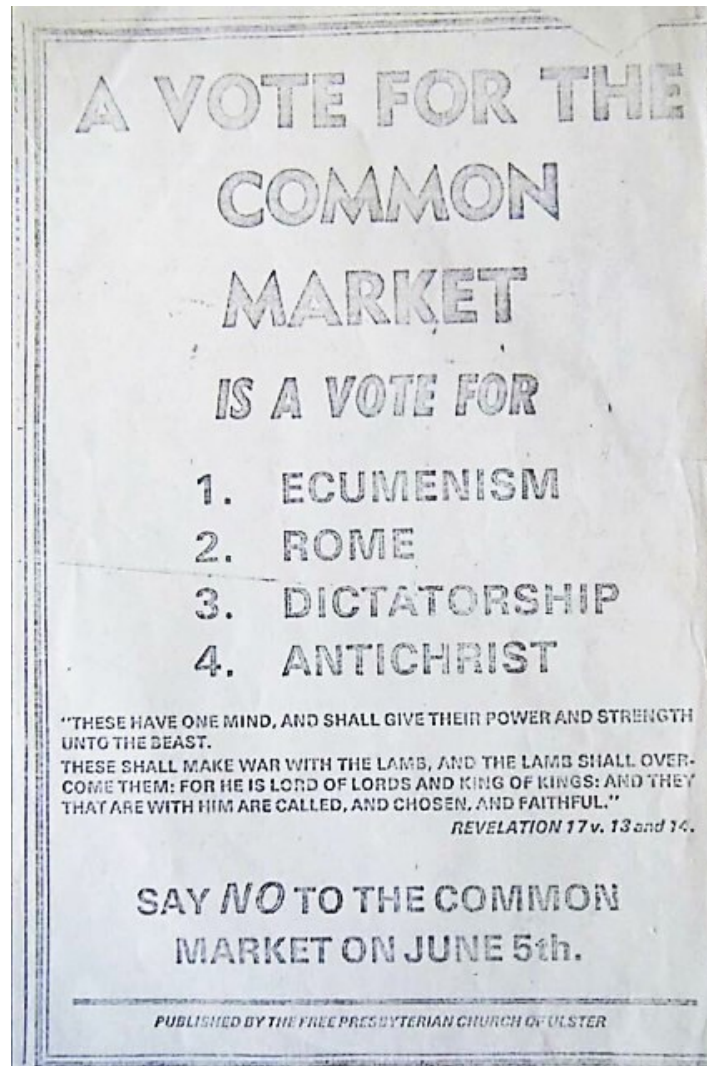 A VOTE FOR THE
COMMON
MARKET
IS A VOTE FOR
1. ECUMENISM
2. ROME
3. DICTATORSHIP
4. ANTICHRIST
"THESE HAVE ONE MIND, AND SHALL GIVE THEIR POWER AND STRENGTH
UNTO THE BEAST.
THESE SHALL MAKE WAR WITH THE LAMB, AND THE LAMB SHALL OVER-
COME THEM: FOR HE IS LORD OF LORDS AND KING OF KINGS: AND THEY
THAT ARE WITH HIM ARE CALLED, AND CHOSEN, AND FAITHFUL."
REVELATION 17 v. 13 and 14.
SAY NO TO THE COMMON
MARKET ON JUNE 5th.
PUBLISHED BY THE FREE PRESBYTERIAN CHURCH OF ULSTER